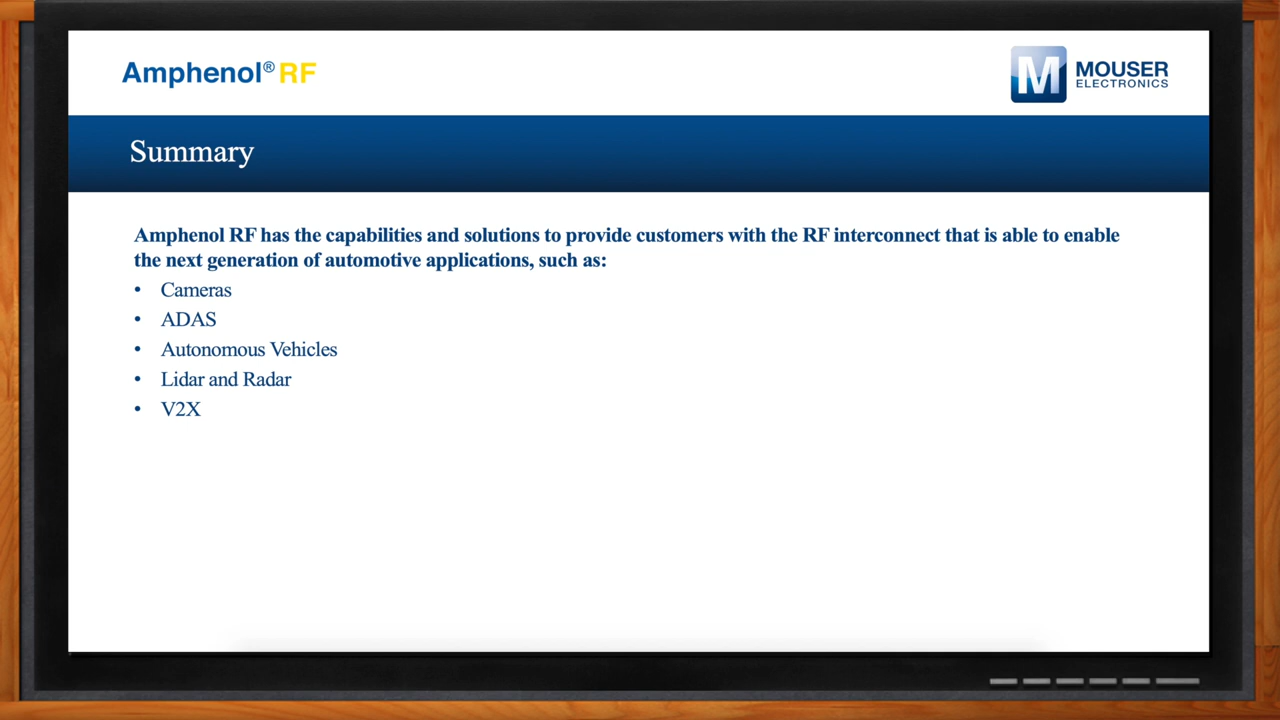 Amphenol® RF
M MOUSER
ELECTRONICS
Summary
Amphenol RF has the capabilities and solutions to provide customers with the RF interconnect that is able to enable
the next generation of automotive applications, such as:
• Cameras
• ADAS
• Autonomous Vehicles
• Lidar and Radar
• V2X